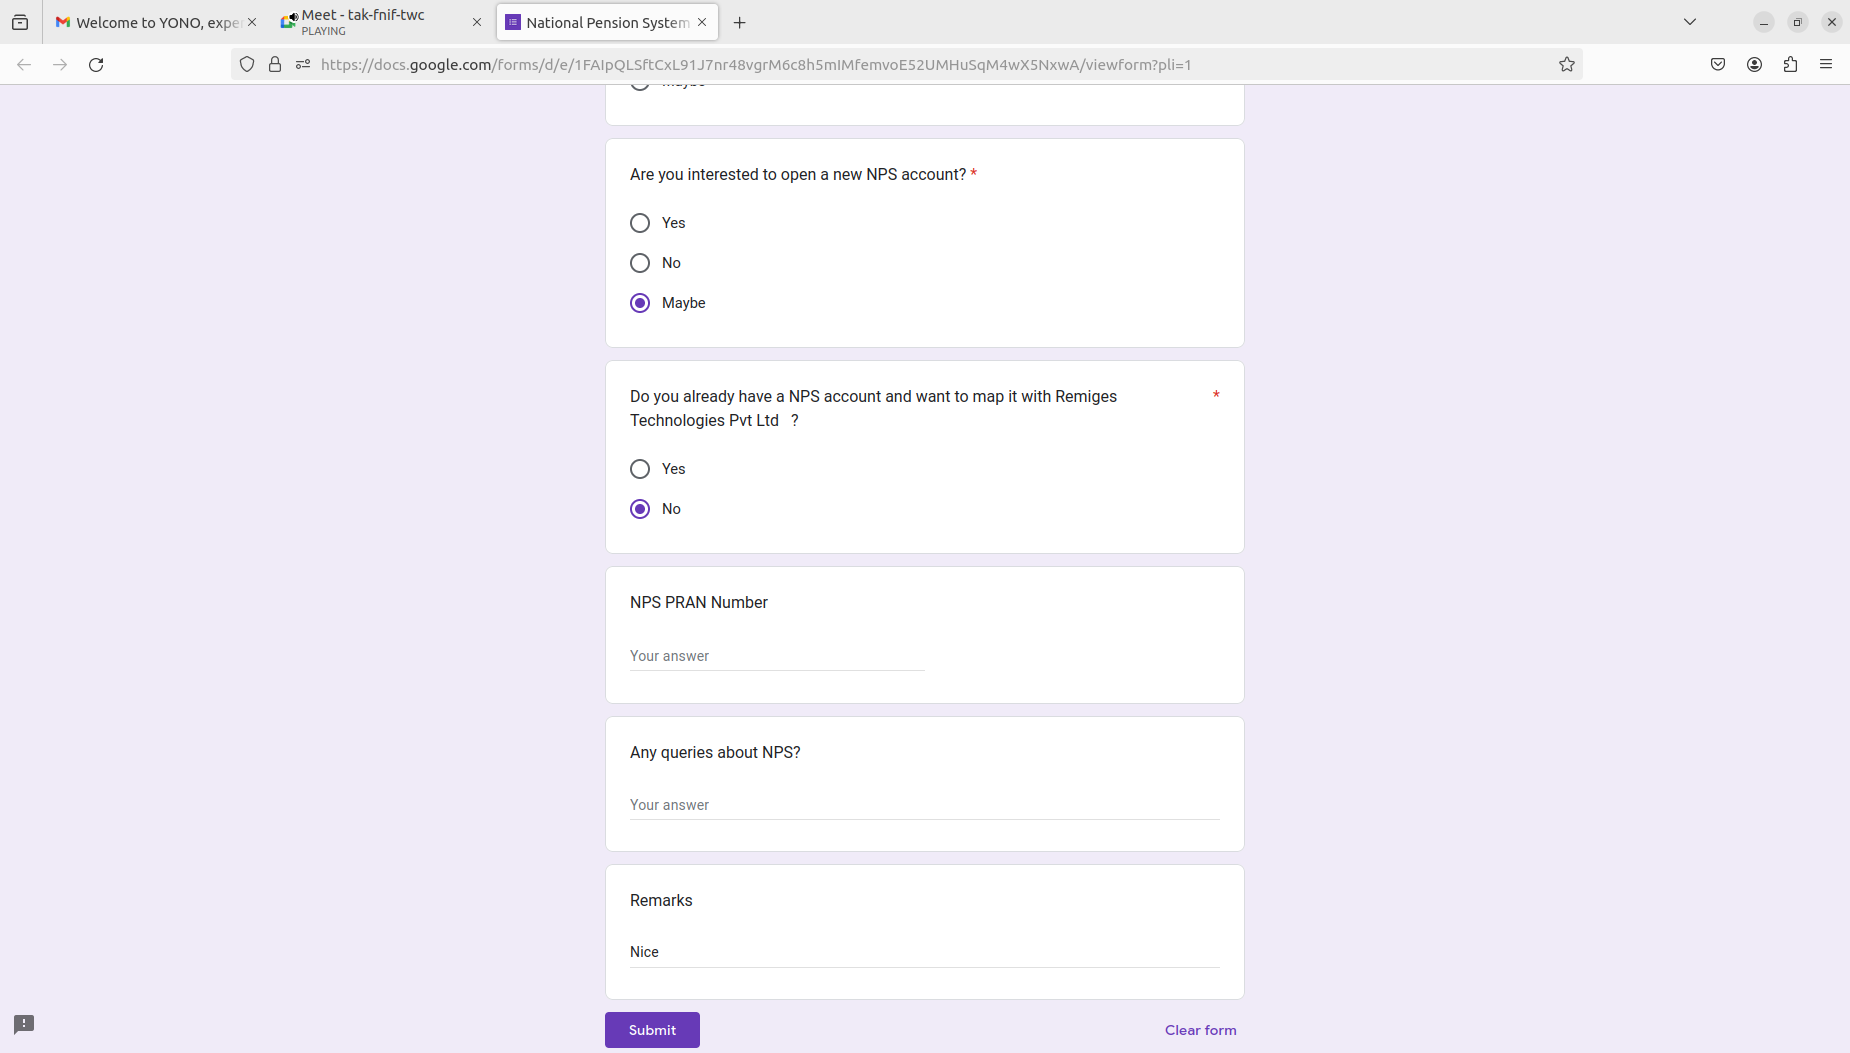 Welcome to YONO, expe
Meet - tak-fnif-twc
PLAYING
National Pension System
https://docs.google.com/forms/d/e/1FAIpQLSftCxL91J7nr48vgrM6c8h5mIMfemvoE52UMHuSqM4wX5NxwA/viewform?pli=1
Maybe
Are you interested to open a new NPS account? *
Yes
No
Maybe
Do you already have a NPS account and want to map it with Remiges *
Technologies Pvt Ltd ?
Yes
No
NPS PRAN Number
Your answer
Any queries about NPS?
Your answer
Remarks
Nice
Submit
Clear form